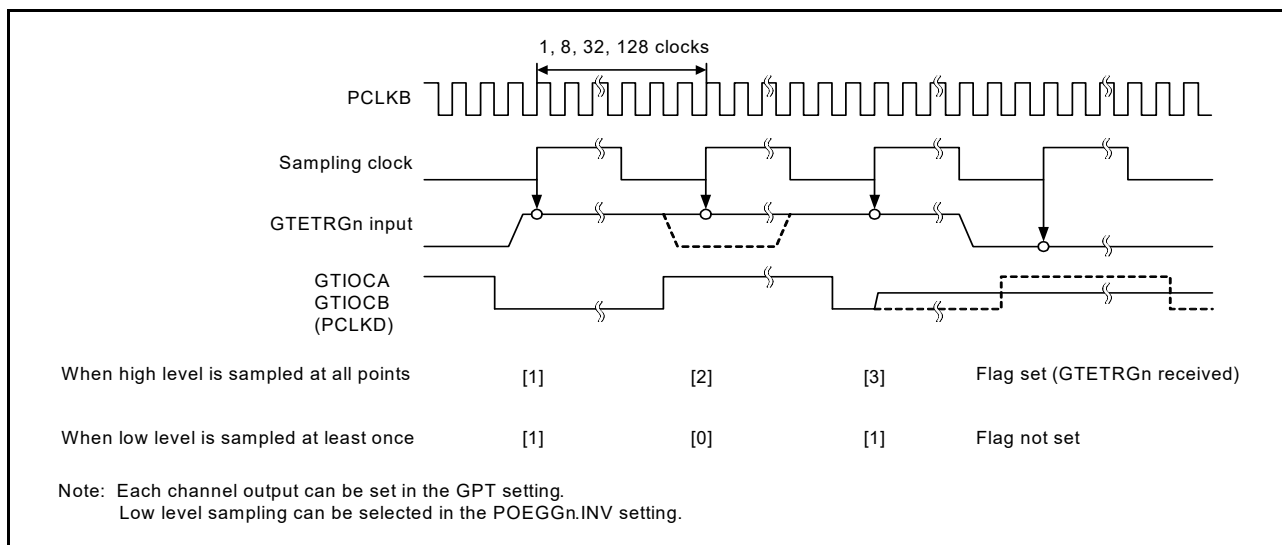 1, 8, 32, 128 clocks
PCLKB
Sampling clock
GTETRGn input
GTIOCA
GTIOCB
(PCLKD)
When high level is sampled at all points [1] [2] [3] Flag set (GTETRGn received)
When low level is sampled at least once [1] [0] [1] Flag not set
Note: Each channel output can be set in the GPT setting.
Low level sampling can be selected in the POEGGn.INV setting.